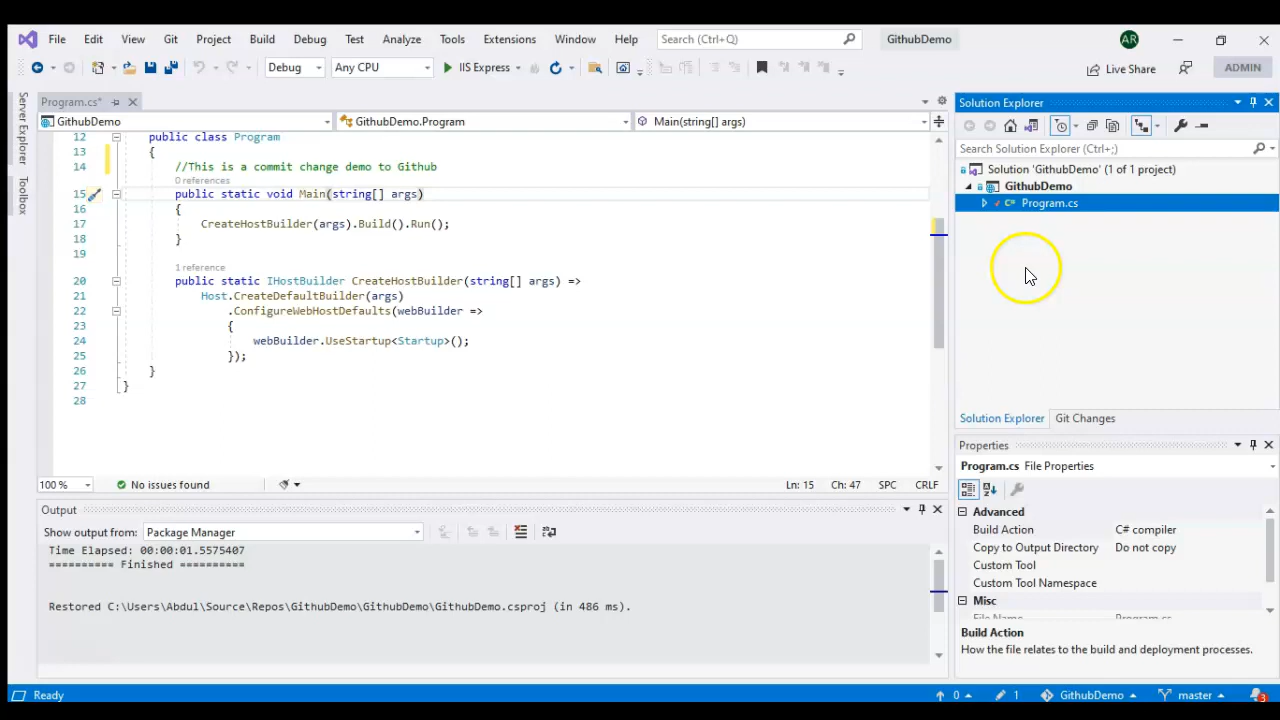 File Edit View Git Project Build Debug Test Analyze Tools Extensions Window Help Search (Ctrl+Q) GithubDemo AR
Debug Any CPU IIS Express Live Share ADMIN
Server Explorer
Toolbox
Program.cs*
GithubDemo GithubDemo.Program Main(string[] args)
12 public class Program
13 {
14 //This is a commit change demo to Github
0 references
15 public static void Main(string[] args)
16 {
17 CreateHostBuilder(args).Build().Run();
18 }
19
1 reference
20 public static IHostBuilder CreateHostBuilder(string[] args) =>
21 Host.CreateDefaultBuilder(args)
22 .ConfigureWebHostDefaults(webBuilder =>
23 {
24 webBuilder.UseStartup<Startup>();
25 });
26 }
27 }
28
100 % No issues found Ln: 15 Ch: 47 SPC CRLF
Output
Show output from: Package Manager
Time Elapsed: 00:00:01.5575407
========== Finished ==========
Restored C:\Users\Abdul\Source\Repos\GithubDemo\GithubDemo\GithubDemo.csproj (in 486 ms).
Solution Explorer
Search Solution Explorer (Ctrl+;)
Solution 'GithubDemo' (1 of 1 project)
GithubDemo
C# Program.cs
Solution Explorer Git Changes
Properties
Program.cs File Properties
Advanced
Build Action C# compiler
Copy to Output Directory Do not copy
Custom Tool
Custom Tool Namespace
Misc
File Name Program.cs
Build Action
How the file relates to the build and deployment processes.
Ready 0 1 GithubDemo master 3